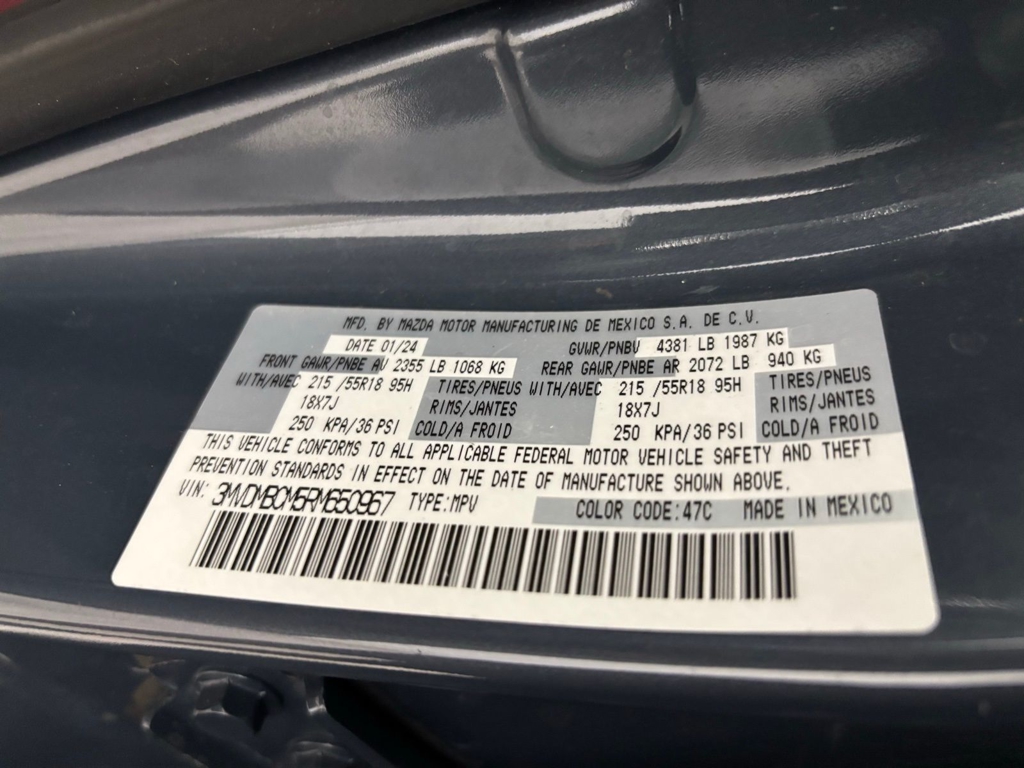 MFD. BY MAZDA MOTOR MANUFACTURING DE MEXICO S.A. DE C.V.
DATE 01/24 GVWR/PNBV 4381 LB 1987 KG
FRONT GAWR/PNBE AV 2355 LB 1068 KG REAR GAWR/PNBE AR 2072 LB 940 KG
WITH/AVEC 215 /55R18 95H TIRES/PNEUS WITH/AVEC 215 /55R18 95H TIRES/PNEUS
18X7J RIMS/JANTES 18X7J RIMS/JANTES
250 KPA/36 PSI COLD/A FROID 250 KPA/36 PSI COLD/A FROID
THIS VEHICLE CONFORMS TO ALL APPLICABLE FEDERAL MOTOR VEHICLE SAFETY AND THEFT
PREVENTION STANDARDS IN EFFECT ON THE DATE OF MANUFACTURE SHOWN ABOVE.
VIN: 3MVDMBCM5RM650967 TYPE:MPV COLOR CODE:47C MADE IN MEXICO